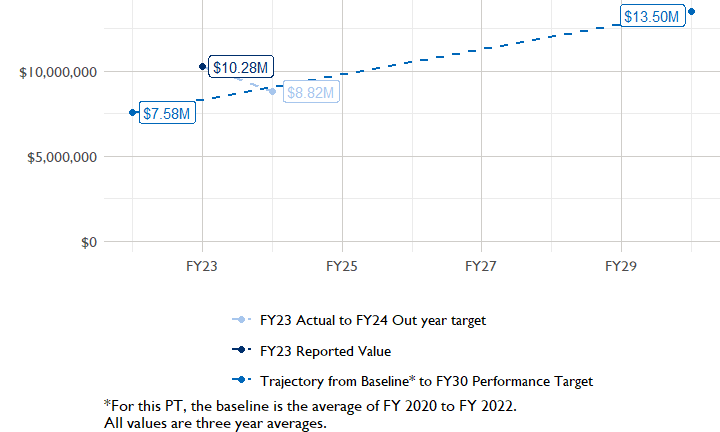 $13.50M
$10,000,000
$10.28M
$8.82M
$7.58M
$5,000,000
$0
FY23 FY25 FY27 FY29
FY23 Actual to FY24 Out year target
FY23 Reported Value
Trajectory from Baseline* to FY30 Performance Target
*For this PT, the baseline is the average of FY 2020 to FY 2022.
All values are three year averages.